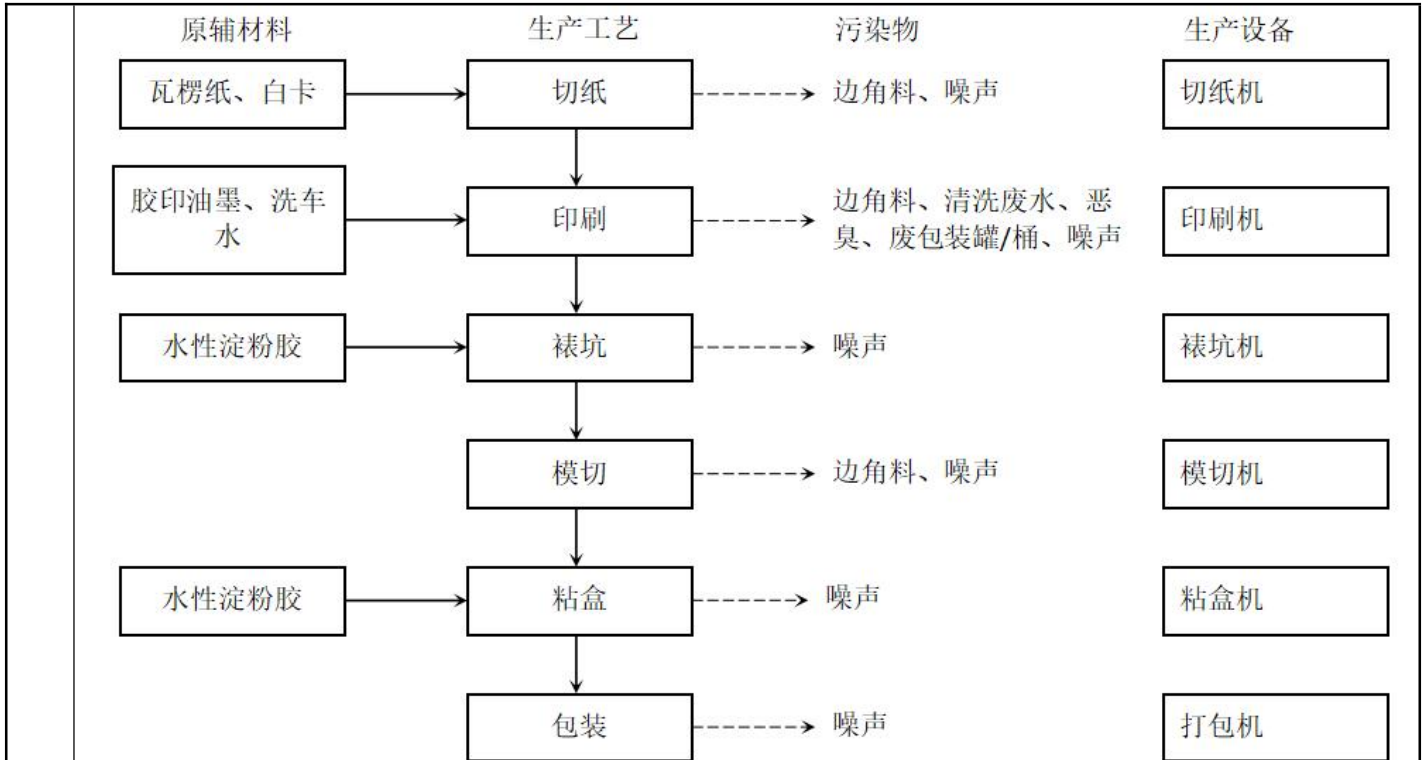 原辅材料 生产工艺 污染物 生产设备
瓦楞纸、白卡 切纸 边角料、噪声 切纸机
胶印油墨、洗车
水
印刷
边角料、清洗废水、恶
臭、废包装罐/桶、噪声
印刷机
水性淀粉胶 裱坑 噪声 裱坑机
模切 边角料、噪声 模切机
水性淀粉胶 粘盒 噪声 粘盒机
包装 噪声 打包机